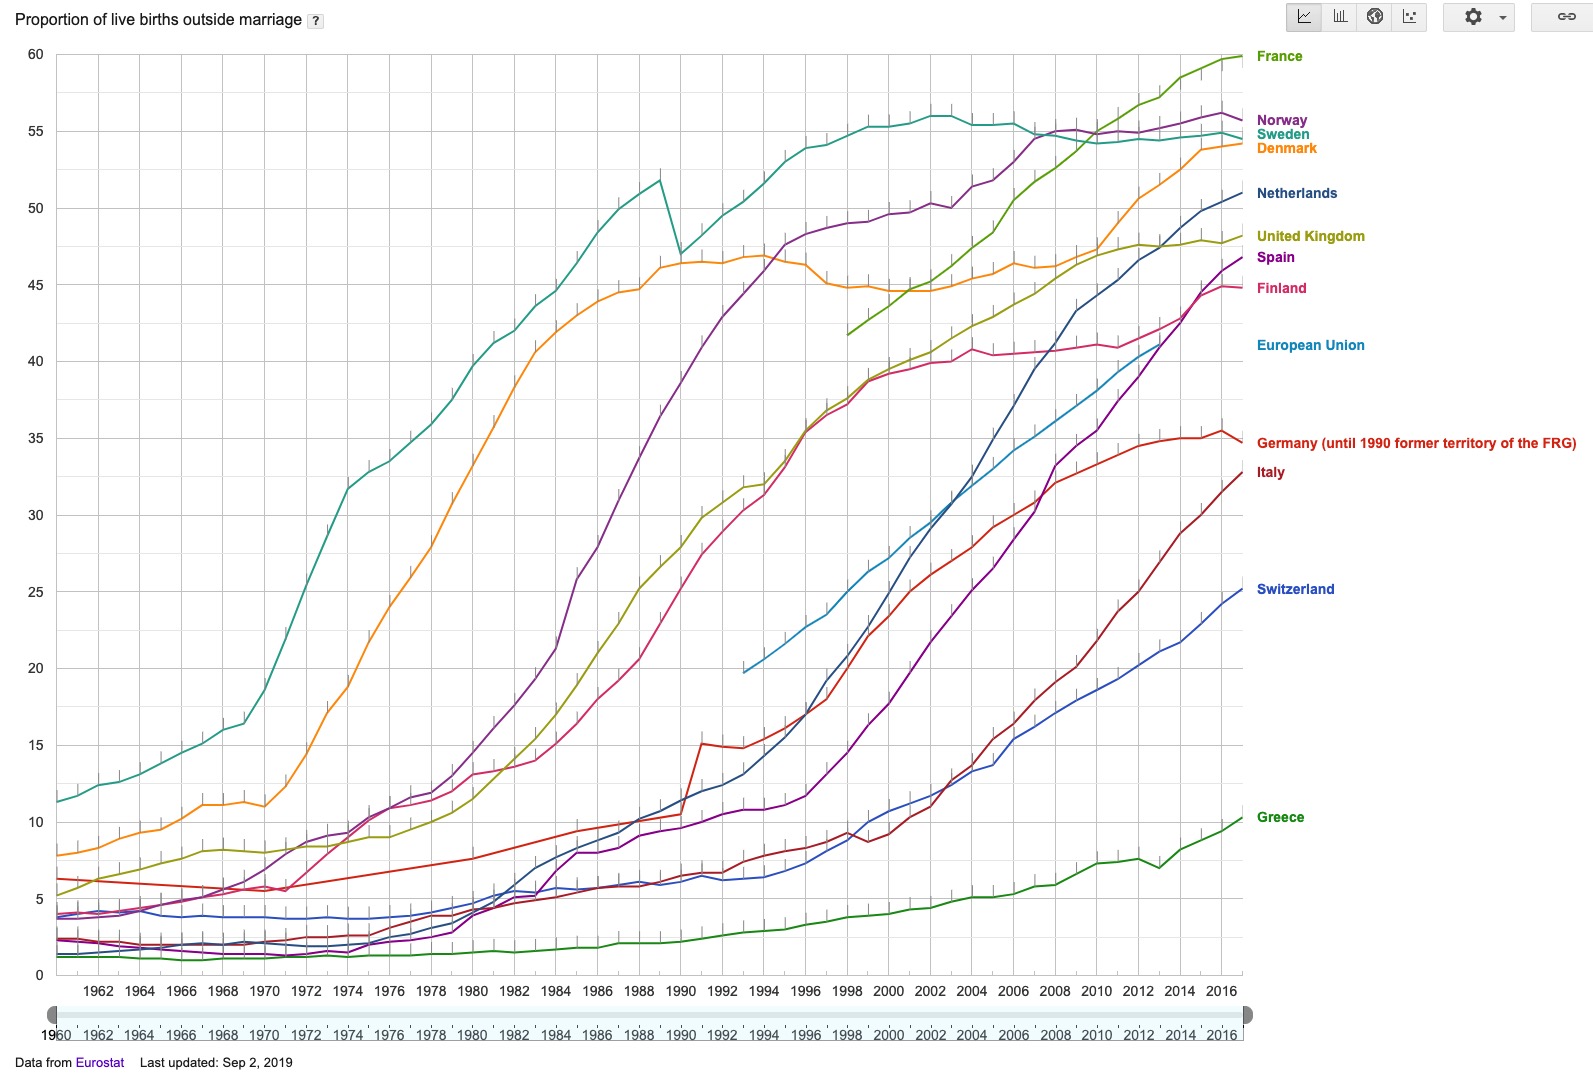 Proportion of live births outside marriage ?
60
55
50
45
40
35
30
25
20
15
10
5
0
France
Norway
Sweden
Denmark
Netherlands
United Kingdom
Spain
Finland
European Union
Germany (until 1990 former territory of the FRG)
Italy
Switzerland
Greece
1962 1964 1966 1968 1970 1972 1974 1976 1978 1980 1982 1984 1986 1988 1990 1992 1994 1996 1998 2000 2002 2004 2006 2008 2010 2012 2014 2016
1960 1962 1964 1966 1968 1970 1972 1974 1976 1978 1980 1982 1984 1986 1988 1990 1992 1994 1996 1998 2000 2002 2004 2006 2008 2010 2012 2014 2016
Data from Eurostat Last updated: Sep 2, 2019